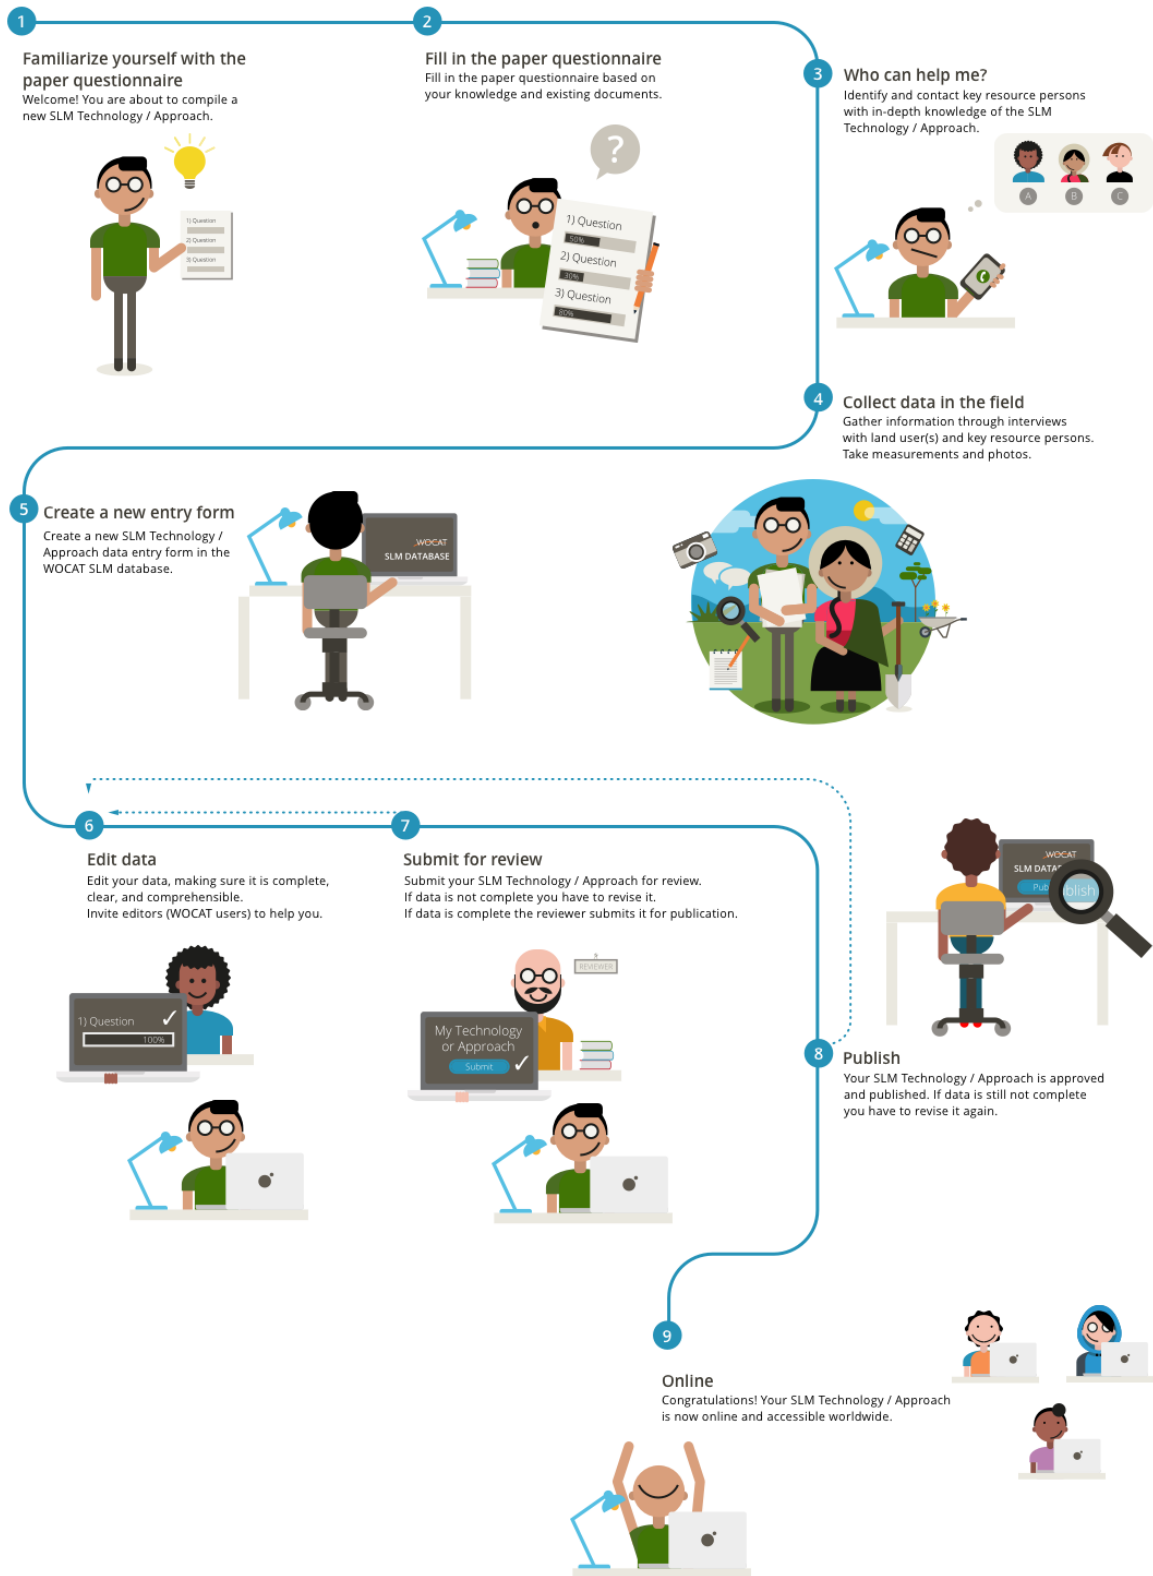 1
Familiarize yourself with the
paper questionnaire
Welcome! You are about to compile a
new SLM Technology / Approach.
1) Question
2) Question
3) Question
2
Fill in the paper questionnaire
Fill in the paper questionnaire based on
your knowledge and existing documents.
?
1) Question
50%
2) Question
30%
3) Question
80%
3
Who can help me?
Identify and contact key resource persons
with in-depth knowledge of the SLM
Technology / Approach.
A B C
4
Collect data in the field
Gather information through interviews
with land user(s) and key resource persons.
Take measurements and photos.
5
Create a new entry form
Create a new SLM Technology /
Approach data entry form in the
WOCAT SLM database.
WOCAT
SLM DATABASE
6
Edit data
Edit your data, making sure it is complete,
clear, and comprehensible.
Invite editors (WOCAT users) to help you.
1) Question
100%
7
Submit for review
Submit your SLM Technology / Approach for review.
If data is not complete you have to revise it.
If data is complete the reviewer submits it for publication.
REVIEWER
My Technology
or Approach
Submit
WOCAT
SLM DATA
Publish
8
Publish
Your SLM Technology / Approach is approved
and published. If data is still not complete
you have to revise it again.
9
Online
Congratulations! Your SLM Technology / Approach
is now online and accessible worldwide.